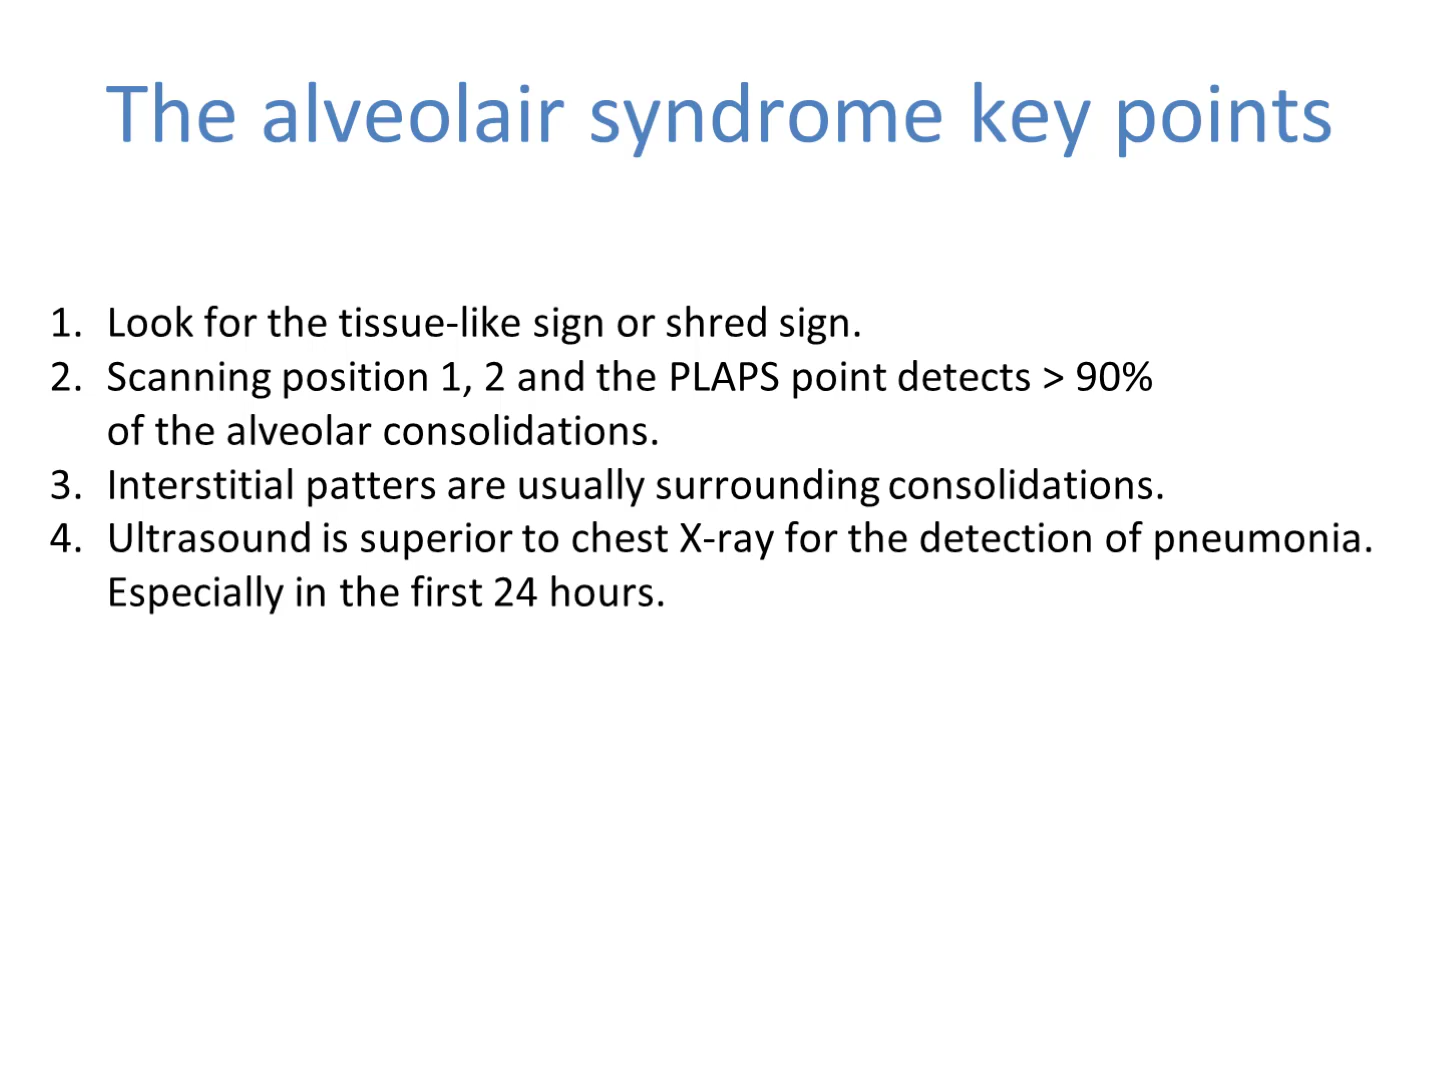 The alveolair syndrome key points
1. Look for the tissue-like sign or shred sign.
2. Scanning position 1, 2 and the PLAPS point detects > 90%
of the alveolar consolidations.
3. Interstitial patters are usually surrounding consolidations.
4. Ultrasound is superior to chest X-ray for the detection of pneumonia.
Especially in the first 24 hours.